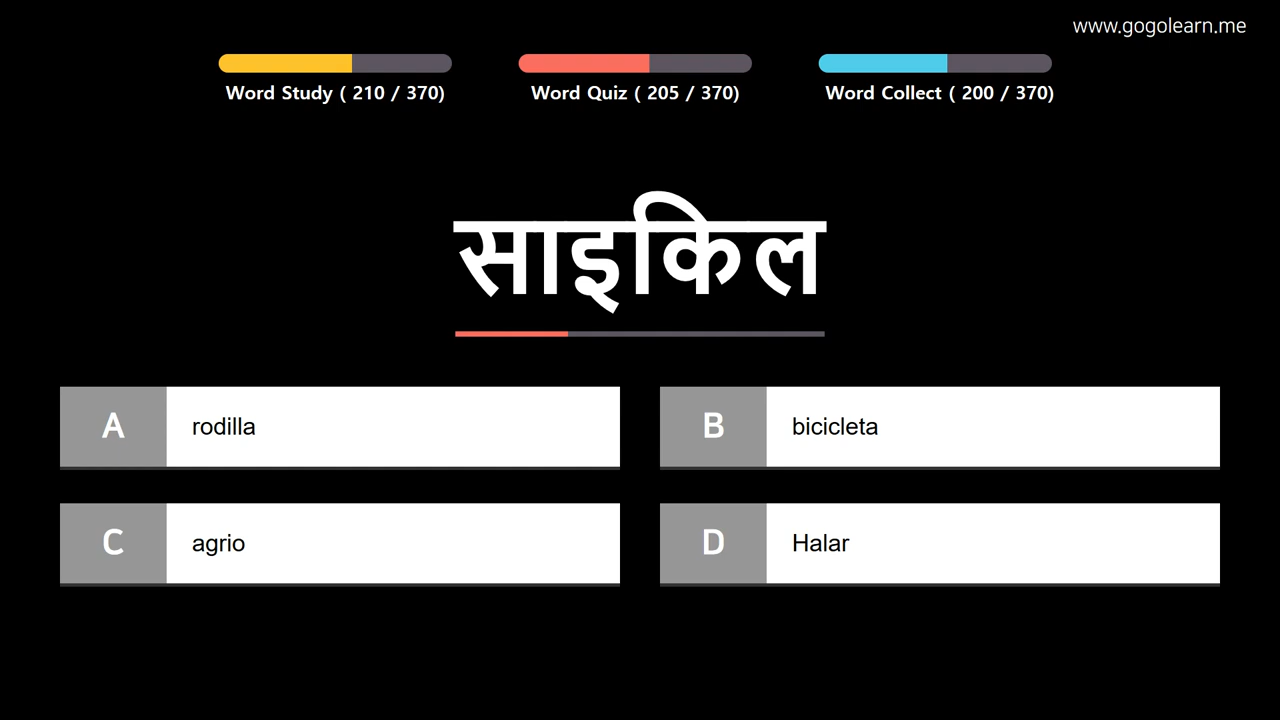 www.gogolearn.me
Word Study ( 210 / 370)
Word Quiz ( 205 / 370)
Word Collect ( 200 / 370)
साइकिल
A rodilla
B bicicleta
C agrio
D Halar